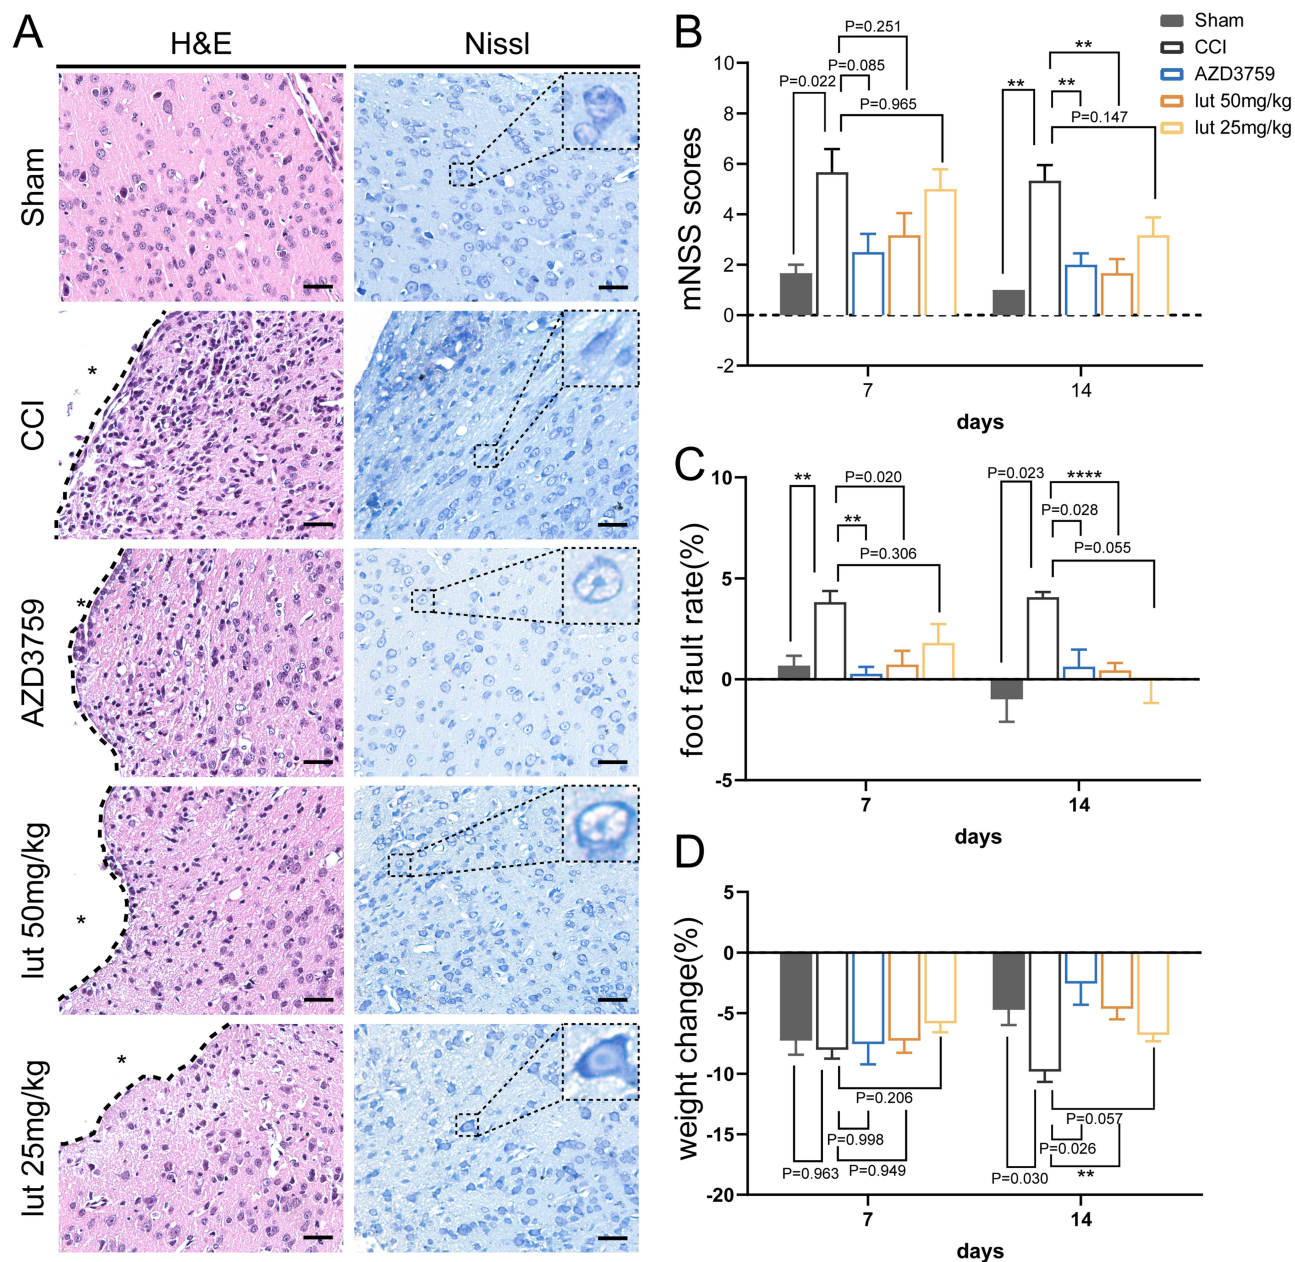 A
H&E
Nissl
Sham
CCI
*
AZD3759
*
lut 50mg/kg
*
lut 25mg/kg
*
B
Sham
CCI
AZD3759
lut 50mg/kg
lut 25mg/kg
mNSS scores
10
8
6
4
2
0
-2
P=0.251
P=0.085
P=0.022
P=0.965
**
**
**
P=0.147
7
14
days
C
foot fault rate(%)
10
5
0
-5
**
P=0.020
**
P=0.306
P=0.023
****
P=0.028
P=0.055
7
14
days
D
weight change(%)
5
0
-5
-10
-15
-20
P=0.206
P=0.998
P=0.949
P=0.963
P=0.057
P=0.026
**
P=0.030
7
14
days